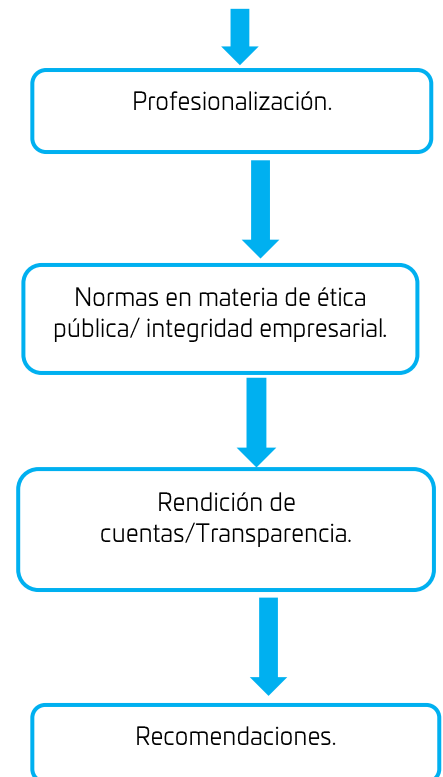 Profesionalización.
Normas en materia de ética
pública/ integridad empresarial.
Rendición de
cuentas/Transparencia.
Recomendaciones.